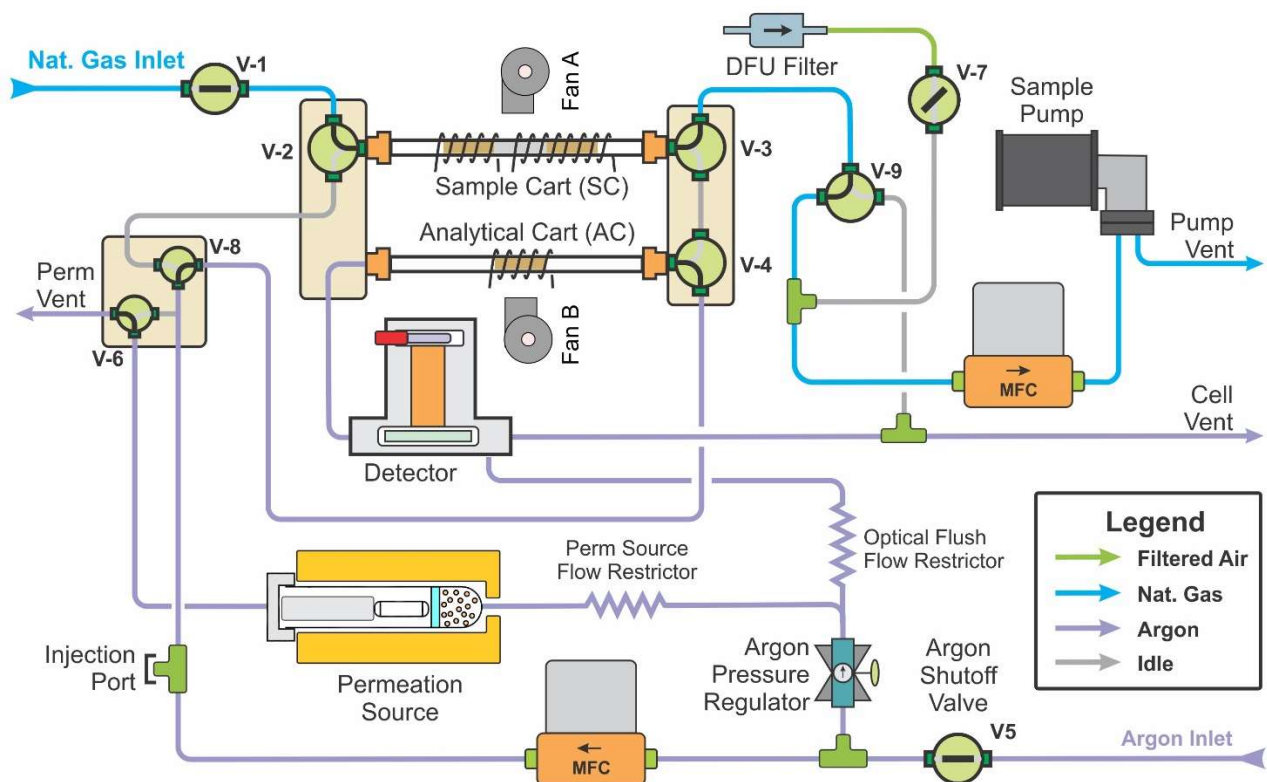 Nat. Gas Inlet
V-1
Fan A
DFU Filter
V-7
Sample
Pump
V-2
V-3
Sample Cart (SC)
V-9
Analytical Cart (AC)
V-8
V-4
Pump
Vent
Perm
Vent
V-6
Fan B
MFC
Cell
Vent
Detector
Legend
Filtered Air
Nat. Gas
Argon
Idle
Perm Source
Flow Restrictor
Optical Flush
Flow Restrictor
Injection
Port
Permeation
Source
Argon
Pressure
Regulator
Argon
Shutoff
Valve
V5
Argon Inlet
MFC